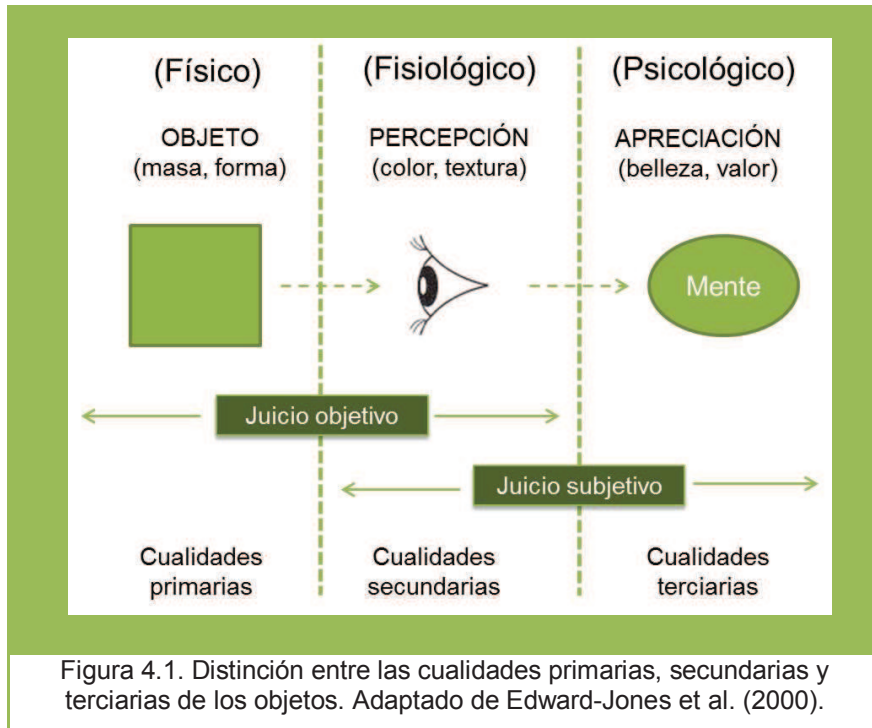 (Físico) (Fisiológico) (Psicológico)
OBJETO PERCEPCIÓN APRECIACIÓN
(masa, forma) (color, textura) (belleza, valor)
Mente
Juicio objetivo
Juicio subjetivo
Cualidades Cualidades Cualidades
primarias secundarias terciarias
Figura 4.1. Distinción entre las cualidades primarias, secundarias y
terciarias de los objetos. Adaptado de Edward-Jones et al. (2000).